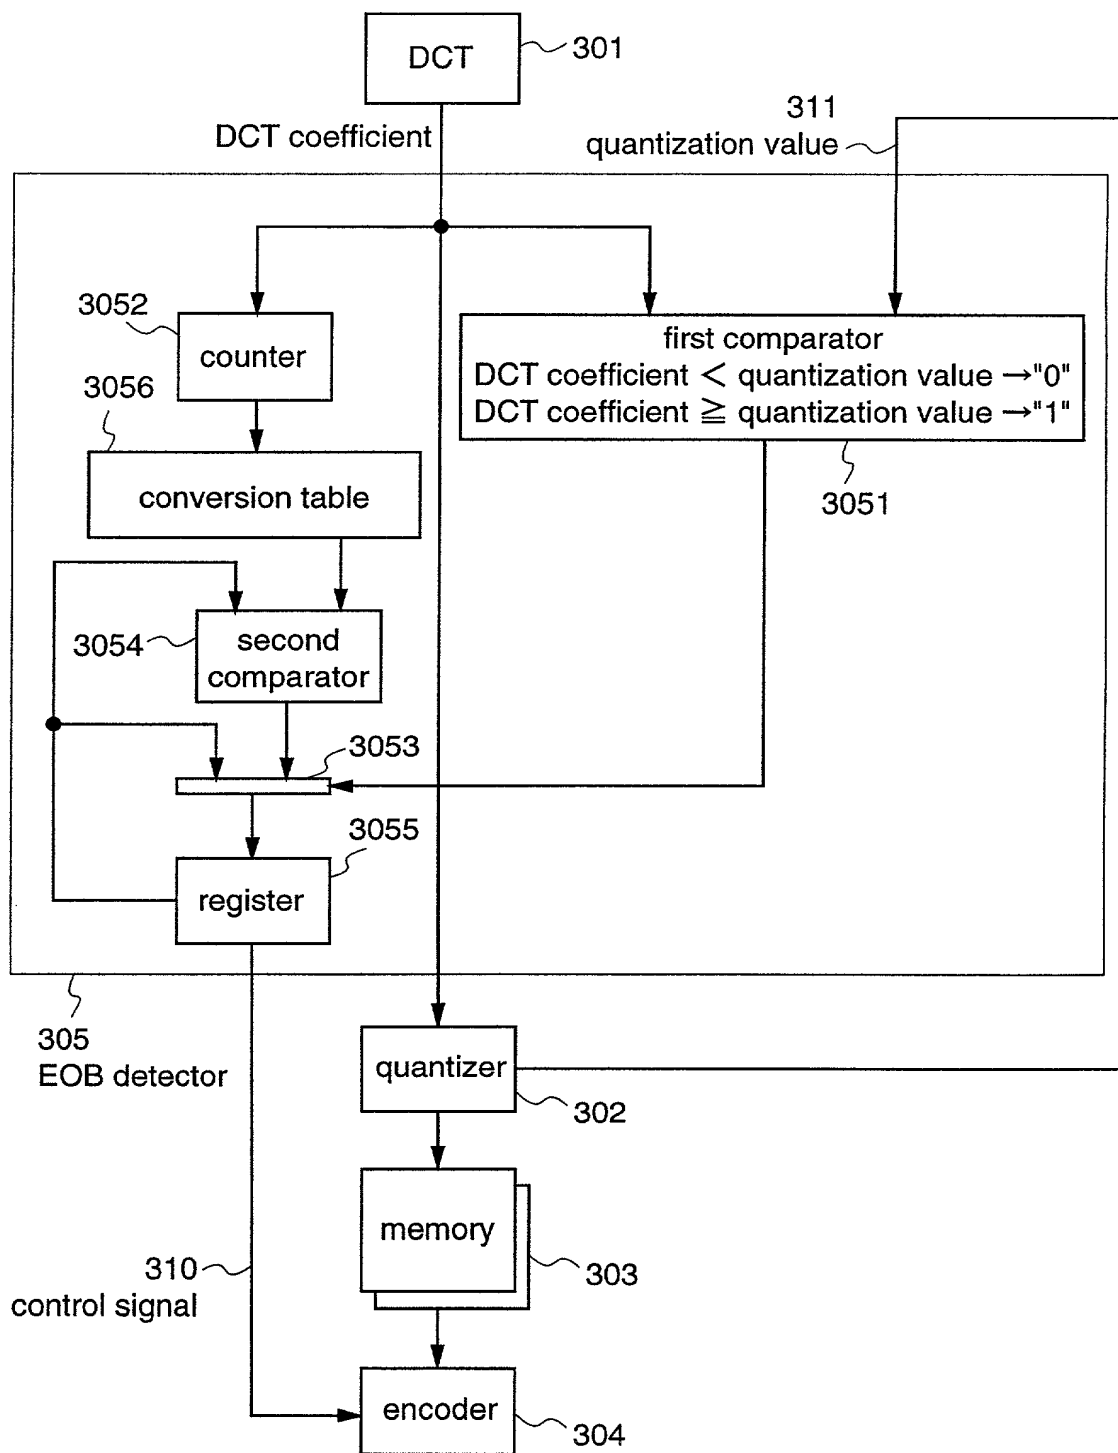 DCT
301
DCT coefficient
311
quantization value
3052
counter
first comparator
DCT coefficient < quantization value →"0"
DCT coefficient ≧ quantization value →"1"
3051
3056
conversion table
3054
second
comparator
3053
3055
register
305
EOB detector
quantizer
302
memory
303
310
control signal
encoder
304